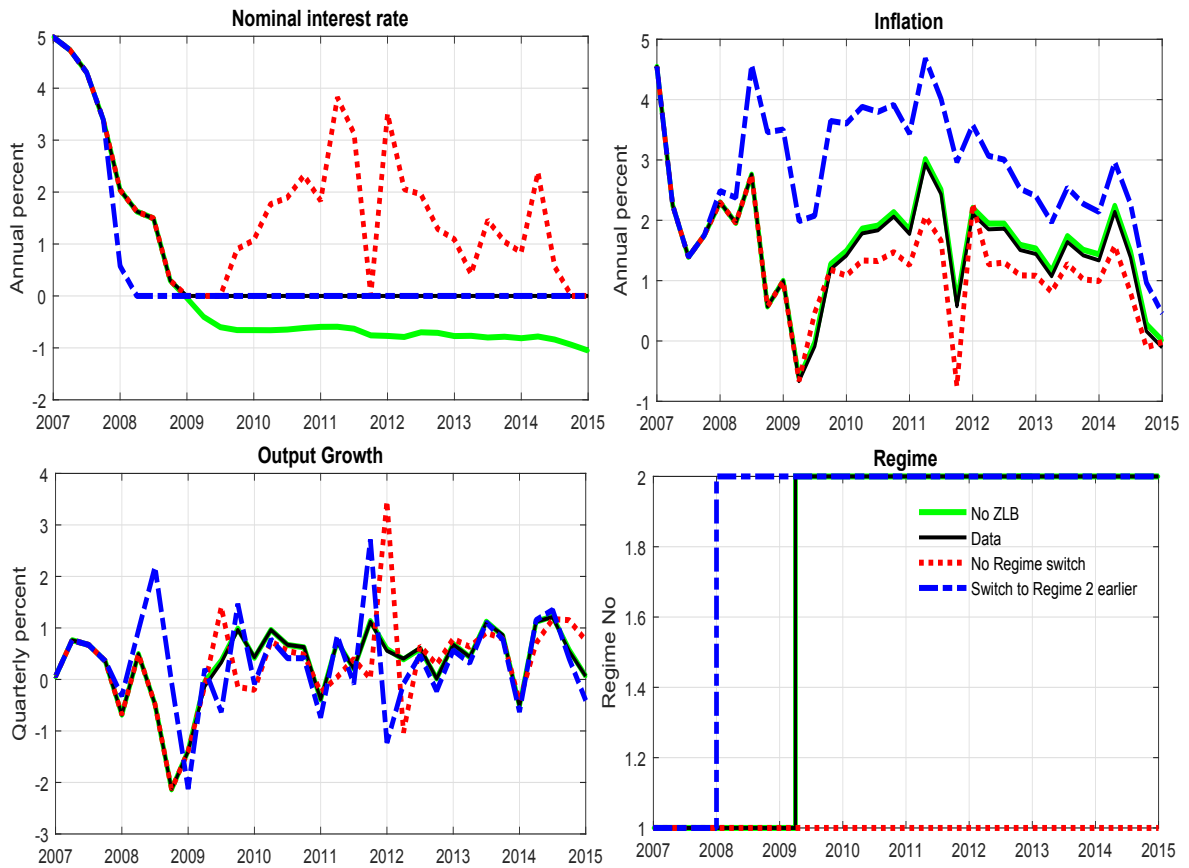 Nominal interest rate
Annual percent
5
4
3
2
1
0
-1
-2
2007 2008 2009 2010 2011 2012 2013 2014 2015
Inflation
Annual percent
5
4
3
2
1
0
-1
2007 2008 2009 2010 2011 2012 2013 2014 2015
Output Growth
Quarterly percent
4
3
2
1
0
-1
-2
-3
2007 2008 2009 2010 2011 2012 2013 2014 2015
Regime
Regime No
2
1.8
1.6
1.4
1.2
1
No ZLB
Data
No Regime switch
Switch to Regime 2 earlier
2007 2008 2009 2010 2011 2012 2013 2014 2015